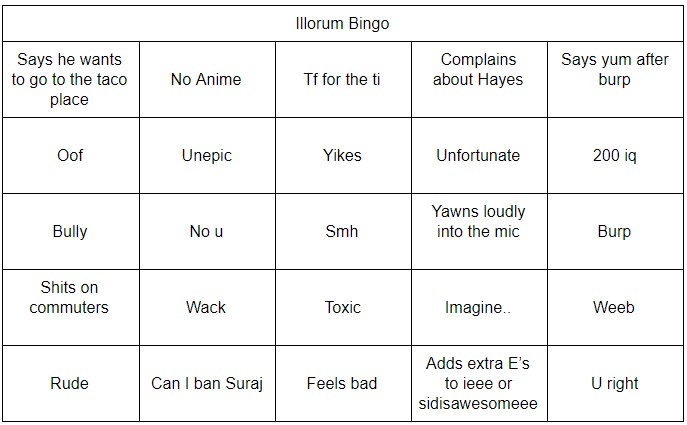 Illorum Bingo
Says he wants
to go to the taco
place
No Anime
Tf for the ti
Complains
about Hayes
Says yum after
burp
Oof
Unepic
Yikes
Unfortunate
200 iq
Bully
No u
Smh
Yawns loudly
into the mic
Burp
Shits on
commuters
Wack
Toxic
Imagine..
Weeb
Rude
Can I ban Suraj
Feels bad
Adds extra E’s
to ieee or
sidisawesomeee
U right